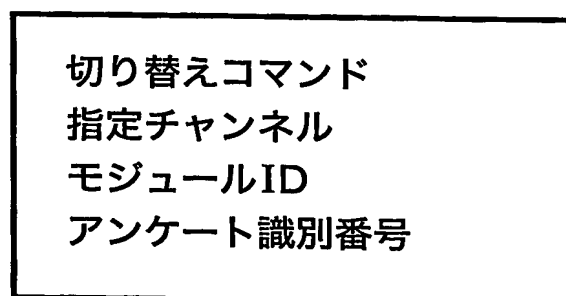 切り替えコマンド
指定チャンネル
モジュールID
アンケート識別番号